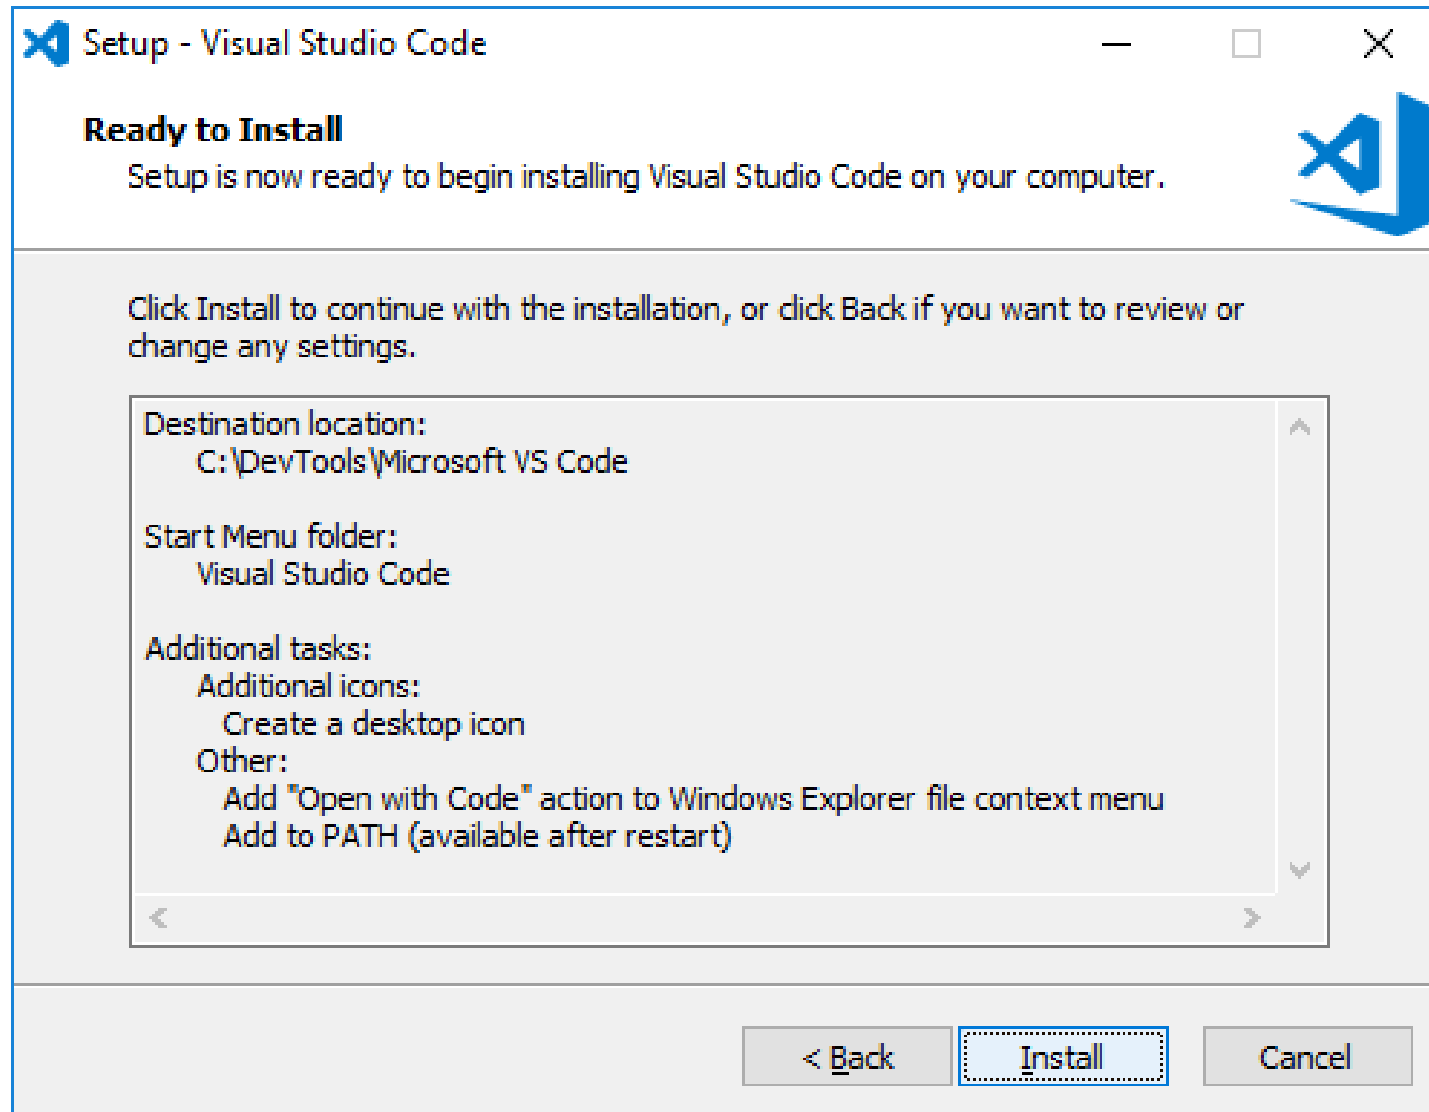 Setup - Visual Studio Code
Ready to Install
Setup is now ready to begin installing Visual Studio Code on your computer.
Click Install to continue with the installation, or click Back if you want to review or
change any settings.
Destination location:
C:\DevTools\Microsoft VS Code
Start Menu folder:
Visual Studio Code
Additional tasks:
Additional icons:
Create a desktop icon
Other:
Add "Open with Code" action to Windows Explorer file context menu
Add to PATH (available after restart)
< Back
Install
Cancel